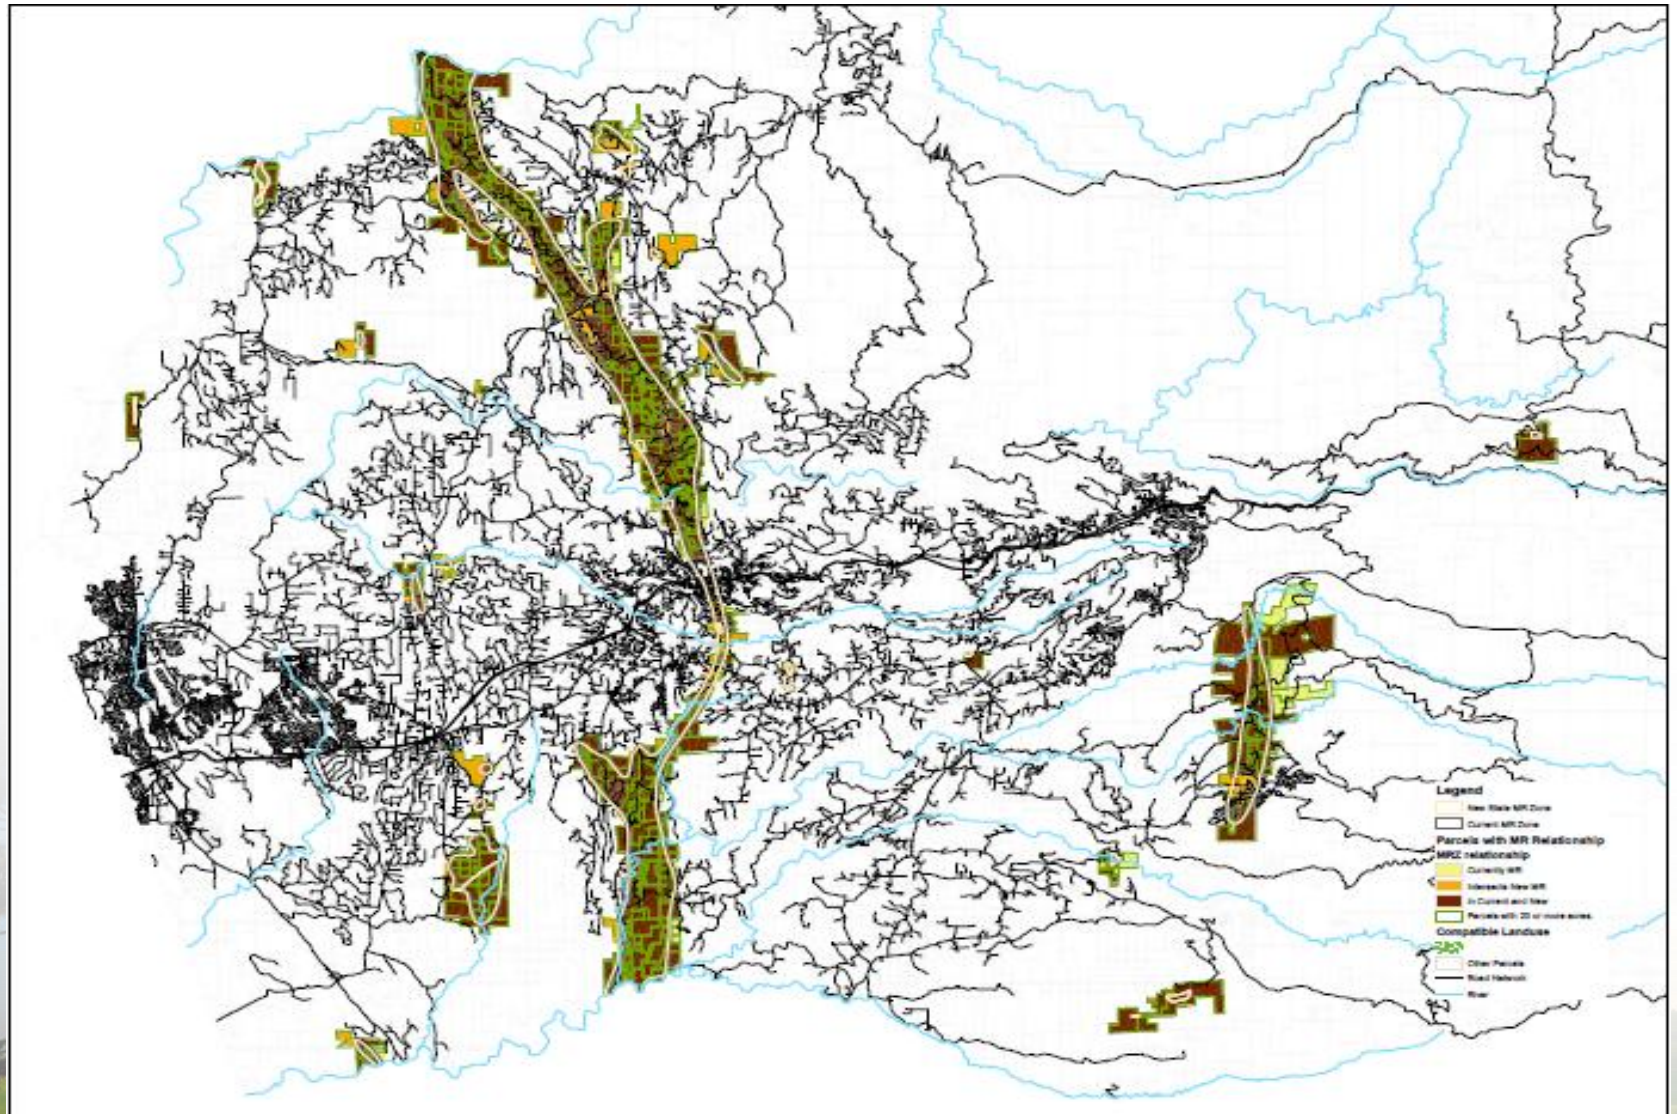 Legend
New State MR Zone
Current MR Zone
Parcels with MR Relationship
MRZ relationship
Currently MR
Intersects New MR
In Current and New
Parcels with 20 or more acres
Compatible Landuse
Other Parcels
Road Network
River